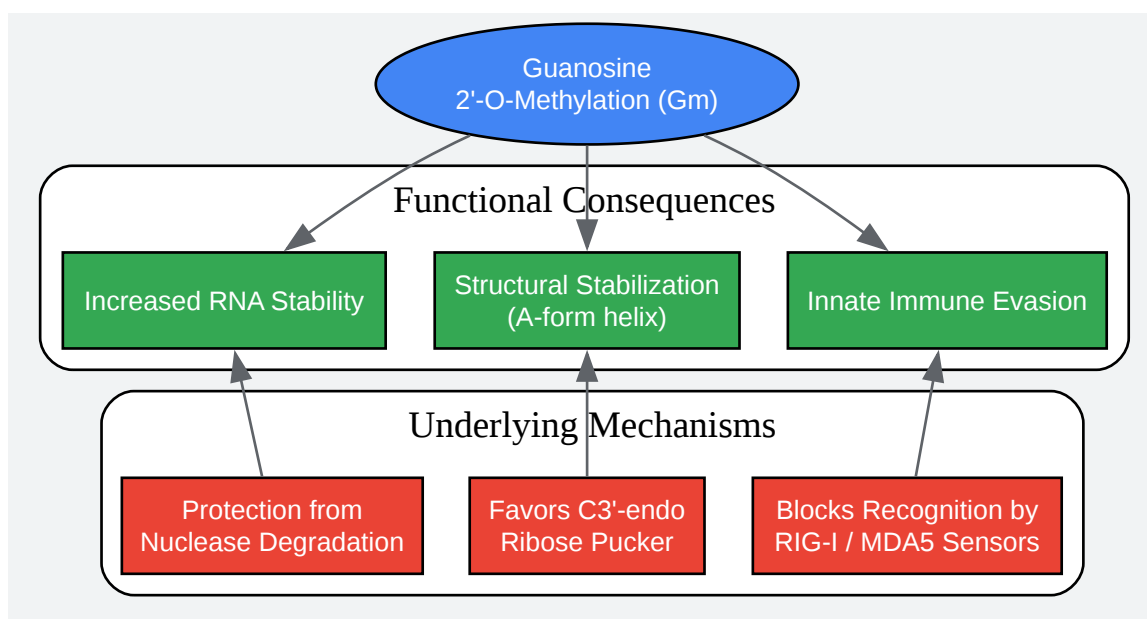 Guanosine
2'-O-Methylation (Gm)
Functional Consequences
Increased RNA Stability
Structural Stabilization
(A-form helix)
Innate Immune Evasion
Underlying Mechanisms
Protection from
Nuclease Degradation
Favors C3'-endo
Ribose Pucker
Blocks Recognition by
RIG-I / MDA5 Sensors